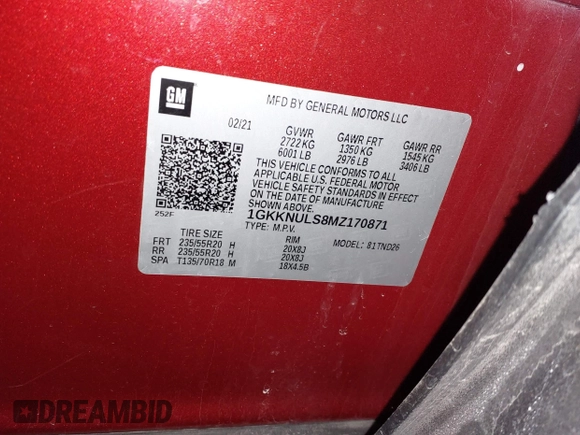 GM
MFD BY GENERAL MOTORS LLC
02/21
GVWR GAWR FRT GAWR RR
2722 KG 1350 KG 1545 KG
6001 LB 2976 LB 3406 LB
THIS VEHICLE CONFORMS TO ALL
APPLICABLE U.S. FEDERAL MOTOR
VEHICLE SAFETY STANDARDS IN EFFECT
ON THE DATE OF MANUFACTURE
SHOWN ABOVE.
252F
1GKKNULS8MZ170871
TYPE: M.P.V. MODEL: 81TND26
TIRE SIZE RIM
FRT 235/55R20 H 20X8J
RR 235/55R20 H 20X8J
SPA T135/70R18 M 18X4.5B
DREAMBID